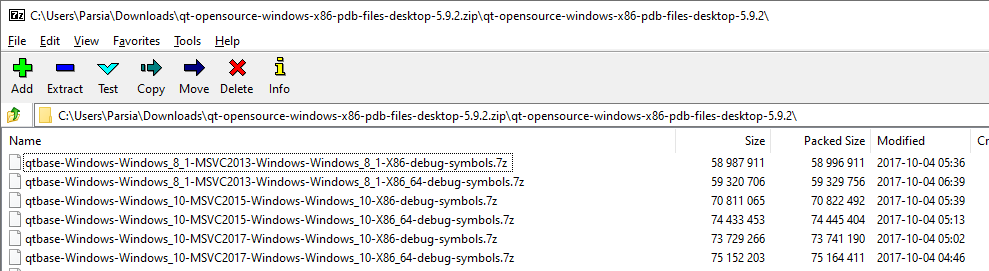 7z C:\Users\Parsia\Downloads\qt-opensource-windows-x86-pdb-files-desktop-5.9.2.zip\qt-opensource-windows-x86-pdb-files-desktop-5.9.2\
File Edit View Favorites Tools Help
Add Extract Test Copy Move Delete Info
C:\Users\Parsia\Downloads\qt-opensource-windows-x86-pdb-files-desktop-5.9.2.zip\qt-opensource-windows-x86-pdb-files-desktop-5.9.2\
Name Size Packed Size Modified Cr
qtbase-Windows-Windows_8_1-MSVC2013-Windows-Windows_8_1-X86-debug-symbols.7z 58 987 911 58 996 911 2017-10-04 05:36
qtbase-Windows-Windows_8_1-MSVC2013-Windows-Windows_8_1-X86_64-debug-symbols.7z 59 320 706 59 329 756 2017-10-04 06:39
qtbase-Windows-Windows_10-MSVC2015-Windows-Windows_10-X86-debug-symbols.7z 70 811 065 70 822 492 2017-10-04 05:39
qtbase-Windows-Windows_10-MSVC2015-Windows-Windows_10-X86_64-debug-symbols.7z 74 433 453 74 445 404 2017-10-04 05:13
qtbase-Windows-Windows_10-MSVC2017-Windows-Windows_10-X86-debug-symbols.7z 73 729 266 73 741 190 2017-10-04 05:02
qtbase-Windows-Windows_10-MSVC2017-Windows-Windows_10-X86_64-debug-symbols.7z 75 152 203 75 164 411 2017-10-04 04:46